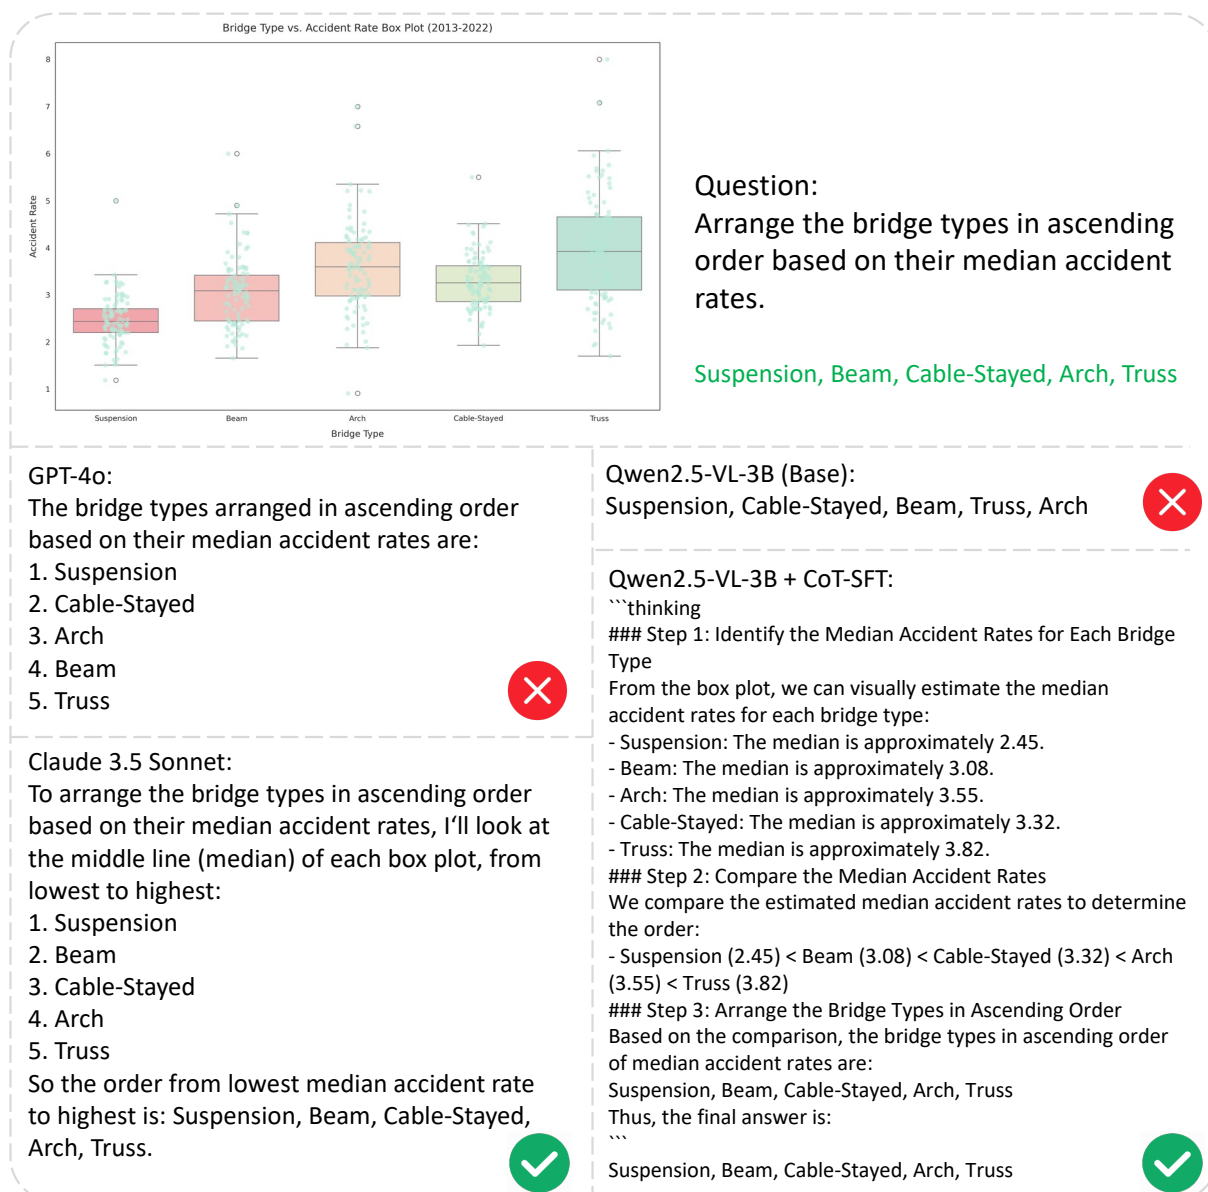 Bridge Type vs. Accident Rate Box Plot (2013-2022)
8
7
6
5
4
3
2
1
Accident Rate
Suspension
Beam
Arch
Cable-Stayed
Truss
Bridge Type
Question:
Arrange the bridge types in ascending
order based on their median accident
rates.
Suspension, Beam, Cable-Stayed, Arch, Truss
GPT-4o:
The bridge types arranged in ascending order
based on their median accident rates are:
1. Suspension
2. Cable-Stayed
3. Arch
4. Beam
5. Truss
Claude 3.5 Sonnet:
To arrange the bridge types in ascending order
based on their median accident rates, I‘ll look at
the middle line (median) of each box plot, from
lowest to highest:
1. Suspension
2. Beam
3. Cable-Stayed
4. Arch
5. Truss
So the order from lowest median accident rate
to highest is: Suspension, Beam, Cable-Stayed,
Arch, Truss.
Qwen2.5-VL-3B (Base):
Suspension, Cable-Stayed, Beam, Truss, Arch
Qwen2.5-VL-3B + CoT-SFT:
```thinking
### Step 1: Identify the Median Accident Rates for Each Bridge
Type
From the box plot, we can visually estimate the median
accident rates for each bridge type:
- Suspension: The median is approximately 2.45.
- Beam: The median is approximately 3.08.
- Arch: The median is approximately 3.55.
- Cable-Stayed: The median is approximately 3.32.
- Truss: The median is approximately 3.82.
### Step 2: Compare the Median Accident Rates
We compare the estimated median accident rates to determine
the order:
- Suspension (2.45) < Beam (3.08) < Cable-Stayed (3.32) < Arch
(3.55) < Truss (3.82)
### Step 3: Arrange the Bridge Types in Ascending Order
Based on the comparison, the bridge types in ascending order
of median accident rates are:
Suspension, Beam, Cable-Stayed, Arch, Truss
Thus, the final answer is:
```
Suspension, Beam, Cable-Stayed, Arch, Truss